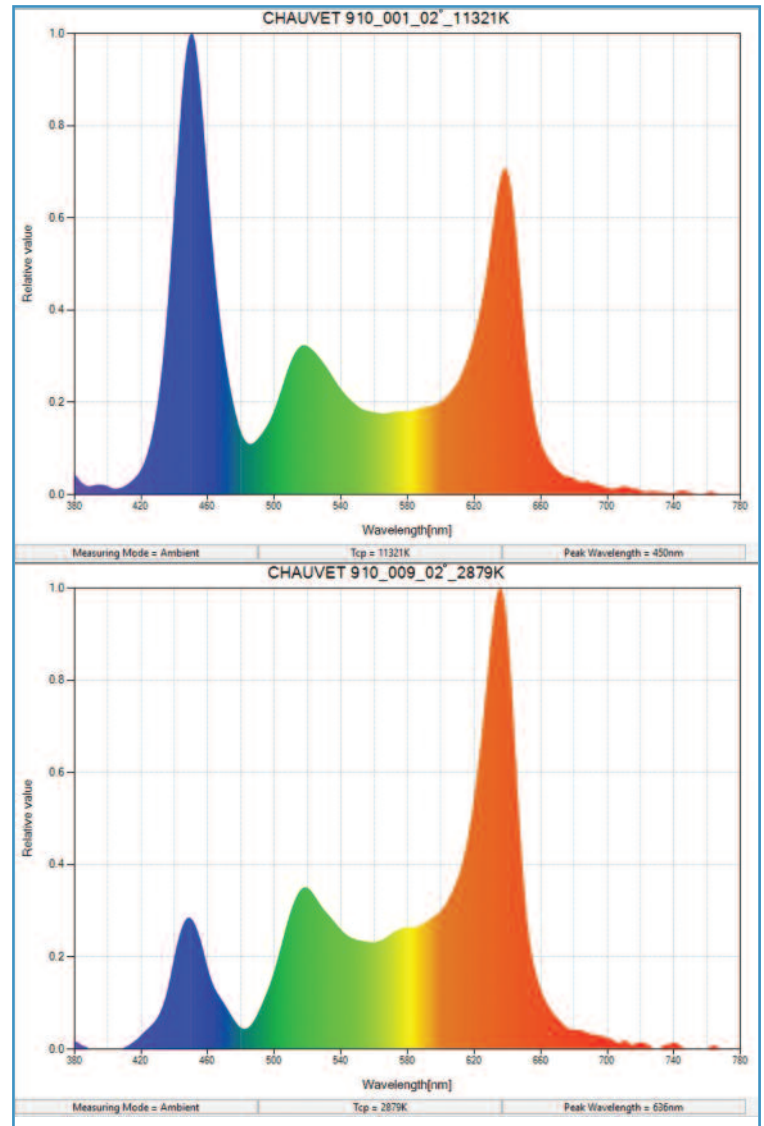 CHAUVET 910_001_02˚_11321K
1.0
0.8
0.6
0.4
0.2
0.0
Relative value
380 420 460 500 540 580 620 660 700 740 780
Wavelength[nm]
Measuring Mode = Ambient Tcp = 11321K Peak Wavelength = 450nm
CHAUVET 910_009_02˚_2879K
1.0
0.8
0.6
0.4
0.2
0.0
Relative value
380 420 460 500 540 580 620 660 700 740 780
Wavelength[nm]
Measuring Mode = Ambient Tcp = 2879K Peak Wavelength = 636nm